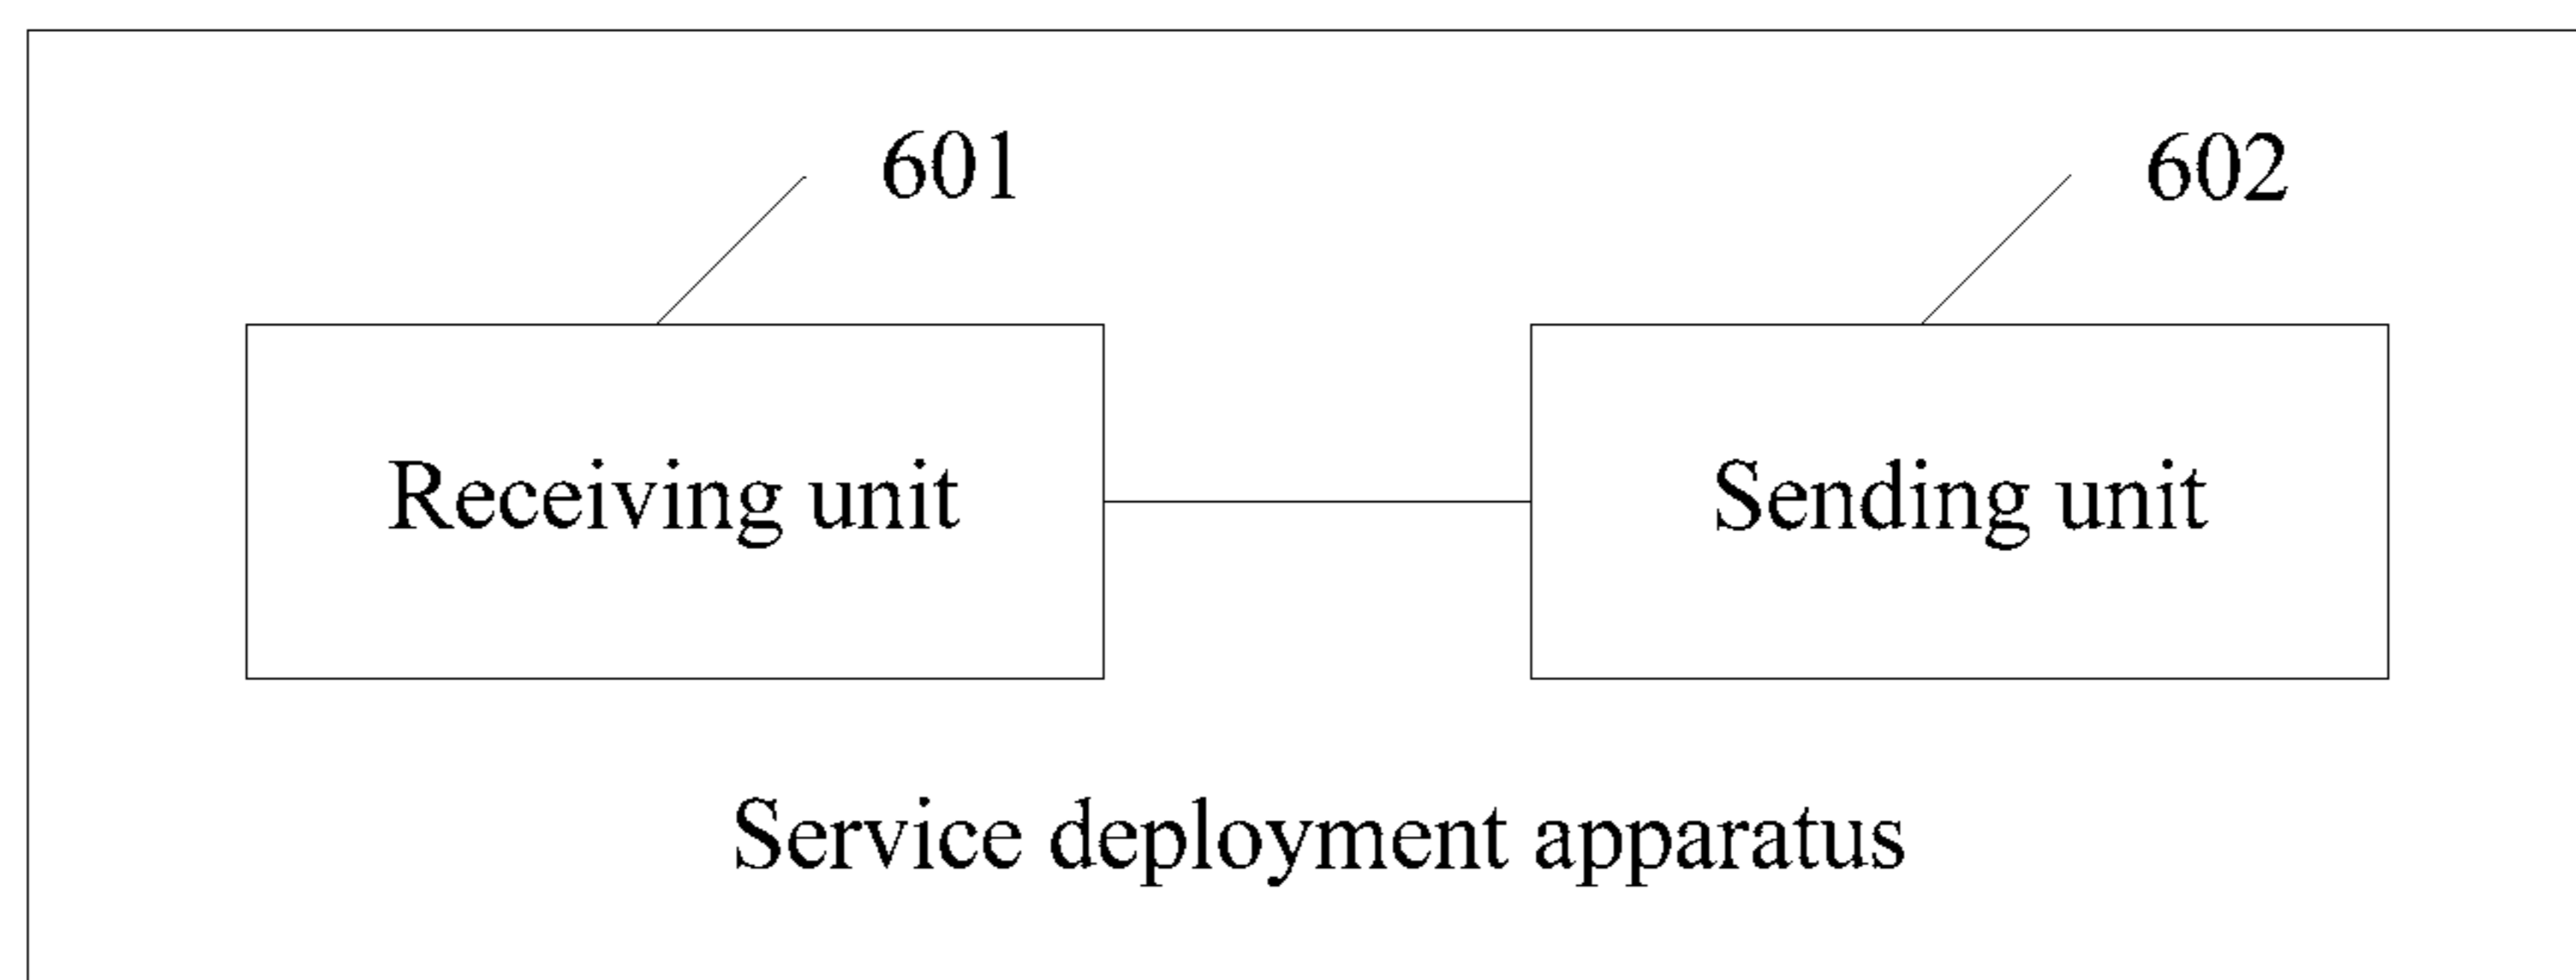 601
602
Receiving unit
Sending unit
Service deployment apparatus